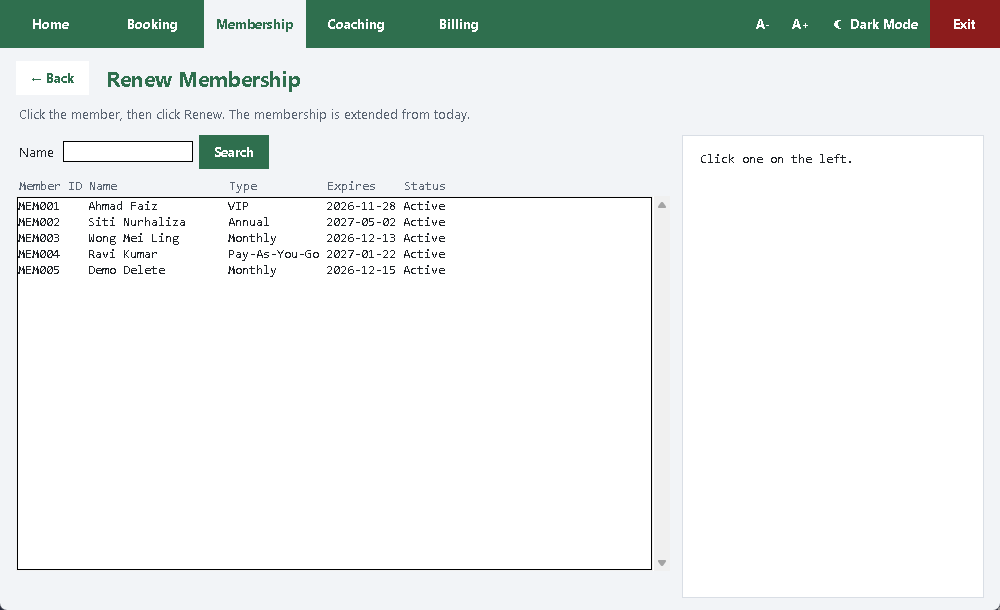 Home Booking Membership Coaching Billing A- A+ ☾ Dark Mode Exit
← Back Renew Membership
Click the member, then click Renew. The membership is extended from today.
Name Search
Member ID Name Type Expires Status
MEM001 Ahmad Faiz VIP 2026-11-28 Active
MEM002 Siti Nurhaliza Annual 2027-05-02 Active
MEM003 Wong Mei Ling Monthly 2026-12-13 Active
MEM004 Ravi Kumar Pay-As-You-Go 2027-01-22 Active
MEM005 Demo Delete Monthly 2026-12-15 Active
Click one on the left.